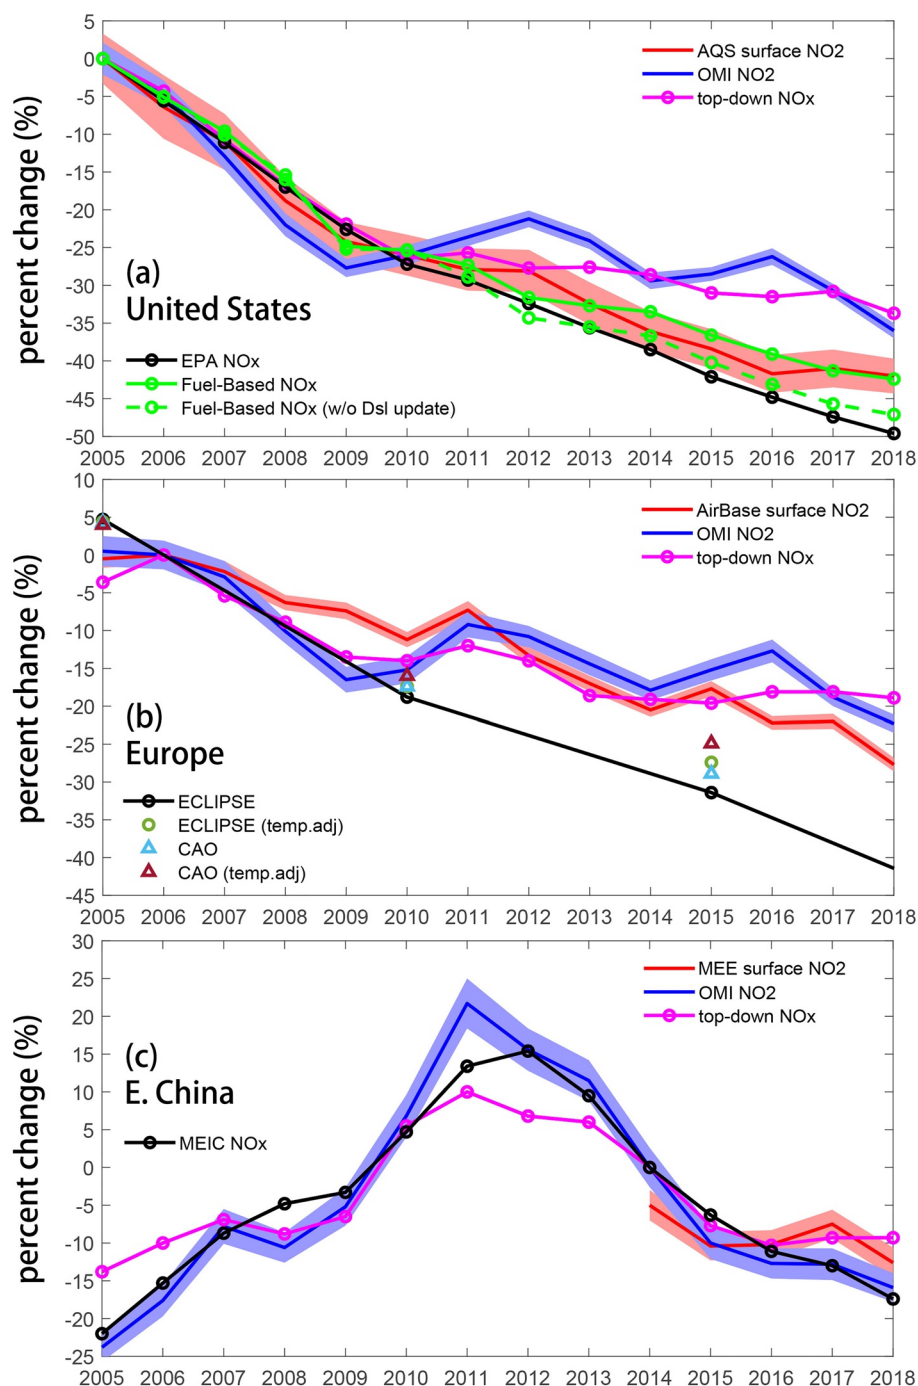 percent change (%)
5
0
-5
-10
-15
-20
-25
-30
-35
-40
-45
-50
AQS surface NO2
OMI NO2
top-down NOx
(a)
United States
EPA NOx
Fuel-Based NOx
Fuel-Based NOx (w/o Dsl update)
2005 2006 2007 2008 2009 2010 2011 2012 2013 2014 2015 2016 2017 2018
percent change (%)
10
5
0
-5
-10
-15
-20
-25
-30
-35
-40
-45
AirBase surface NO2
OMI NO2
top-down NOx
(b)
Europe
ECLIPSE
ECLIPSE (temp.adj)
CAO
CAO (temp.adj)
2005 2006 2007 2008 2009 2010 2011 2012 2013 2014 2015 2016 2017 2018
percent change (%)
30
25
20
15
10
5
0
-5
-10
-15
-20
-25
MEE surface NO2
OMI NO2
top-down NOx
(c)
E. China
MEIC NOx
2005 2006 2007 2008 2009 2010 2011 2012 2013 2014 2015 2016 2017 2018